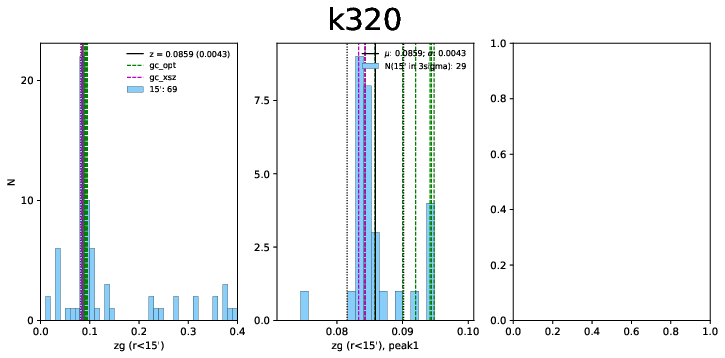 k320
z = 0.0859 (0.0043)
gc_opt
gc_xsz
15': 69
N
20
10
0
0.0 0.1 0.2 0.3 0.4
zg (r<15')
μ: 0.0859; σ: 0.0043
N(15' in 3sigma): 29
7.5
5.0
2.5
0.0
0.08 0.09 0.10
zg (r<15'), peak1
1.0
0.8
0.6
0.4
0.2
0.0
0.0 0.2 0.4 0.6 0.8 1.0